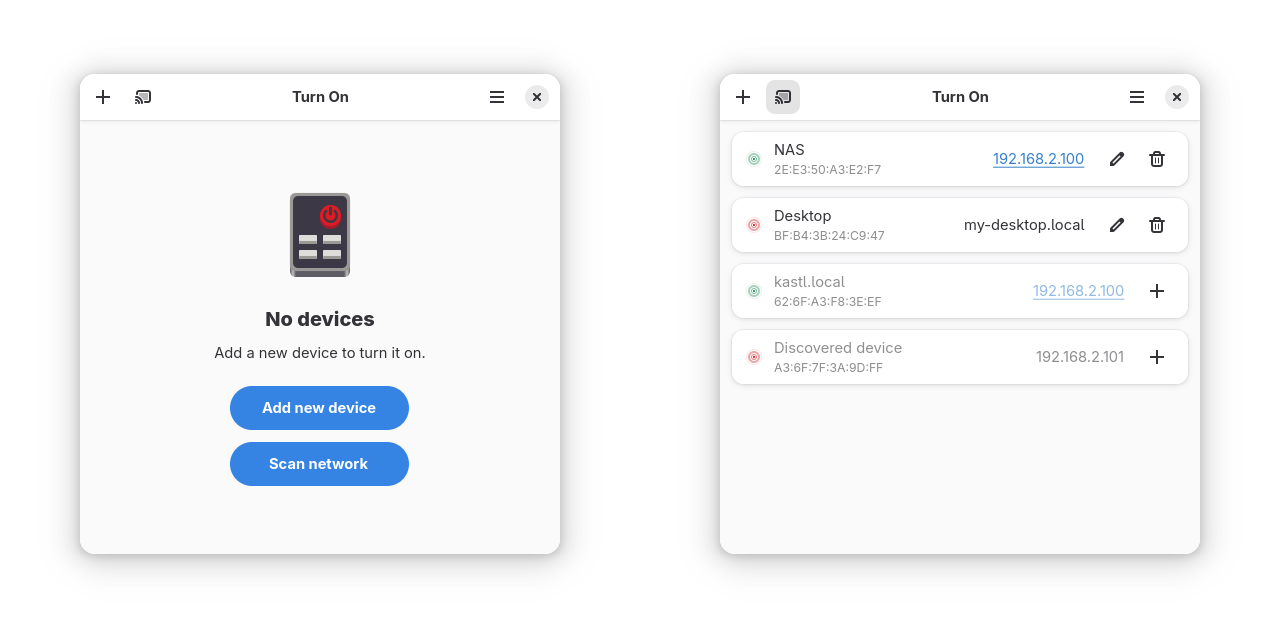 Turn On
No devices
Add a new device to turn it on.
Add new device
Scan network
Turn On
NAS
2E:E3:50:A3:E2:F7
192.168.2.100
Desktop
BF:B4:3B:24:C9:47
my-desktop.local
kastl.local
62:6F:A3:F8:3E:EF
192.168.2.100
Discovered device
A3:6F:7F:3A:9D:FF
192.168.2.101